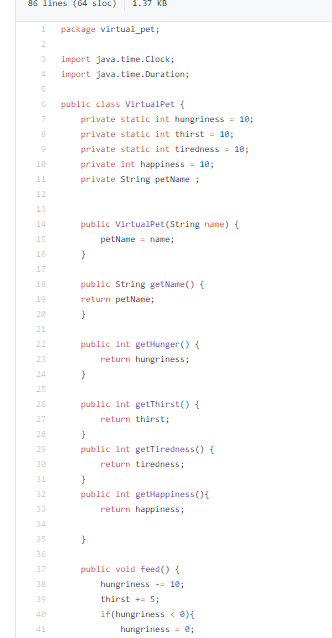 86 lines (64 sloc) 1.37 KB
1 package virtual_pet;
2
3 import java.time.Clock;
4 import java.time.Duration;
5
6 public class VirtualPet {
7 private static int hungriness = 10;
8 private static int thirst = 10;
9 private static int tiredness = 10;
10 private int happiness = 10;
11 private String petName ;
12
13
14 public VirtualPet(String name) {
15 petName = name;
16 }
17
18 public String getName() {
19 return petName;
20 }
21
22 public int getHunger() {
23 return hungriness;
24 }
25
26 public int getThirst() {
27 return thirst;
28 }
29 public int getTiredness() {
30 return tiredness;
31 }
32 public int getHappiness(){
33 return happiness;
34
35 }
36
37 public void feed() {
38 hungriness -= 10;
39 thirst += 5;
40 if(hungriness < 0){
41 hungriness = 0;